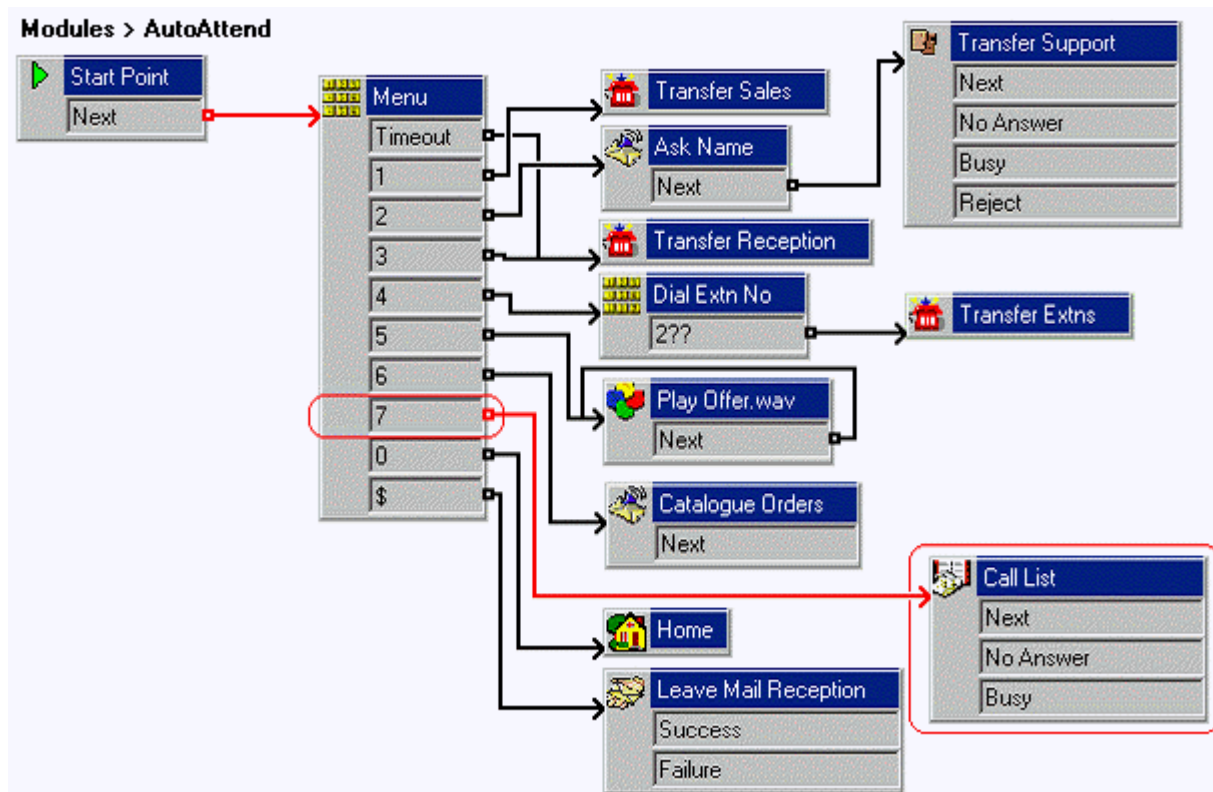 Modules > AutoAttend
Start Point
Next
Menu
Timeout
1
2
3
4
5
6
7
0
$
Transfer Sales
Ask Name
Next
Transfer Reception
Dial Extn No
2??
Play Offer.wav
Next
Catalogue Orders
Next
Home
Leave Mail Reception
Success
Failure
Transfer Support
Next
No Answer
Busy
Reject
Transfer Extns
Call List
Next
No Answer
Busy